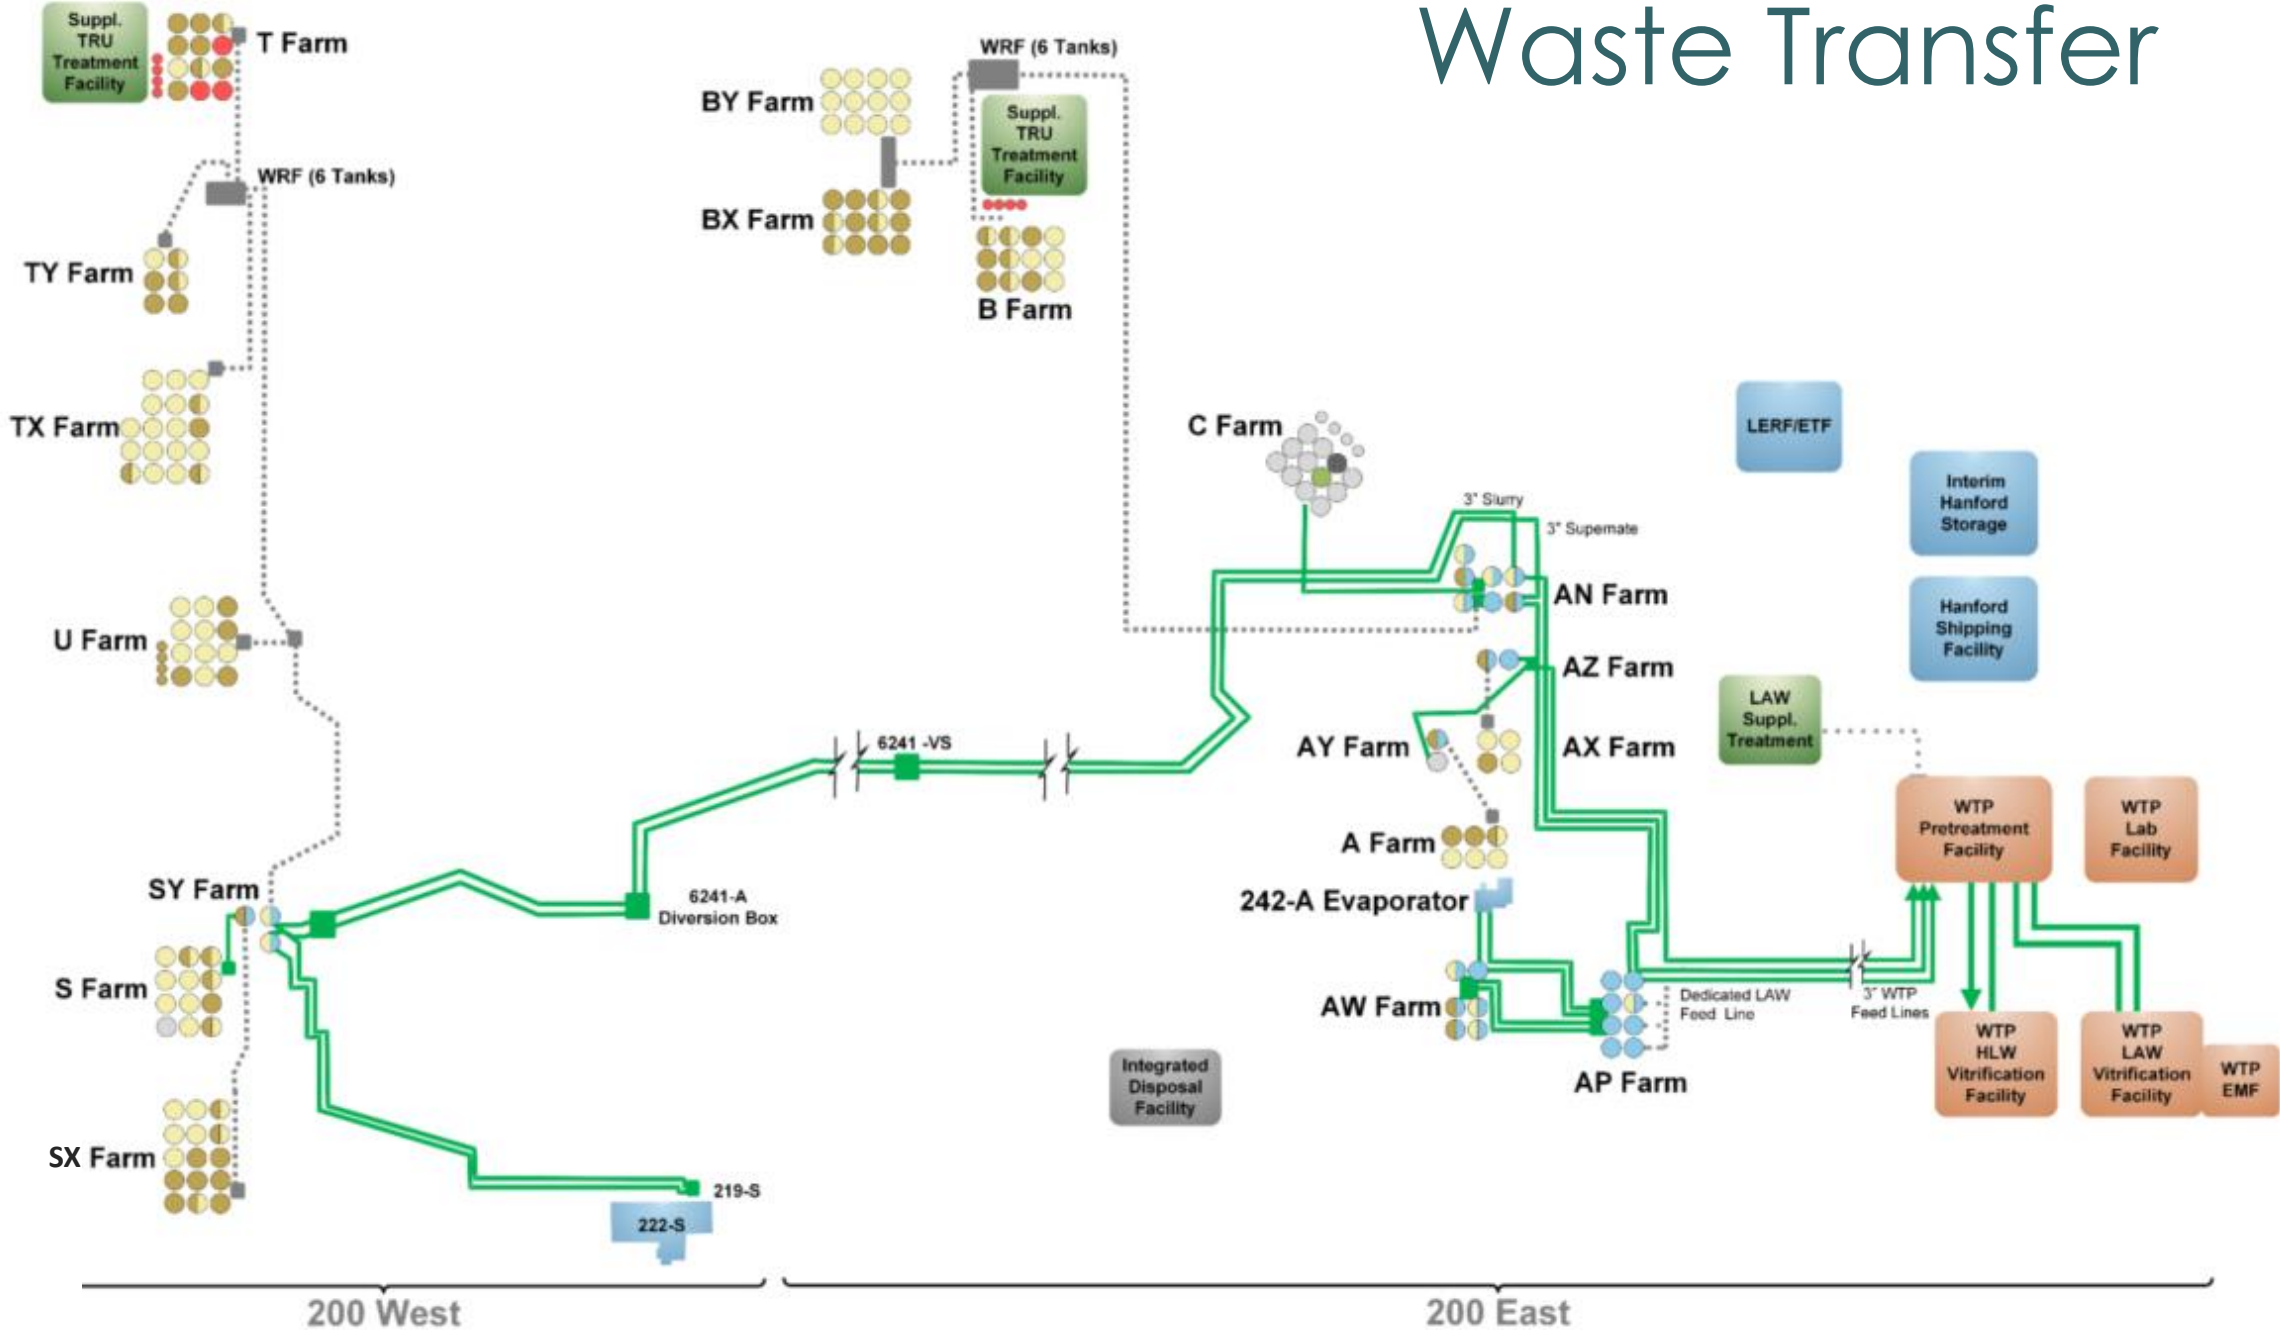 Waste Transfer
Suppl.
TRU
Treatment
Facility
T Farm
WRF (6 Tanks)
TY Farm
TX Farm
U Farm
SY Farm
S Farm
SX Farm
6241-A
Diversion Box
219-S
222-S
200 West
WRF (6 Tanks)
BY Farm
Suppl.
TRU
Treatment
Facility
BX Farm
B Farm
C Farm
3" Slurry
3" Supernate
AN Farm
AZ Farm
6241 -VS
AY Farm
AX Farm
A Farm
242-A Evaporator
AW Farm
AP Farm
Dedicated LAW
Feed Line
3" WTP
Feed Lines
Integrated
Disposal
Facility
LERF/ETF
Interim
Hanford
Storage
Hanford
Shipping
Facility
LAW
Suppl.
Treatment
WTP
Pretreatment
Facility
WTP
Lab
Facility
WTP
HLW
Vitrification
Facility
WTP
LAW
Vitrification
Facility
WTP
EMF
200 East